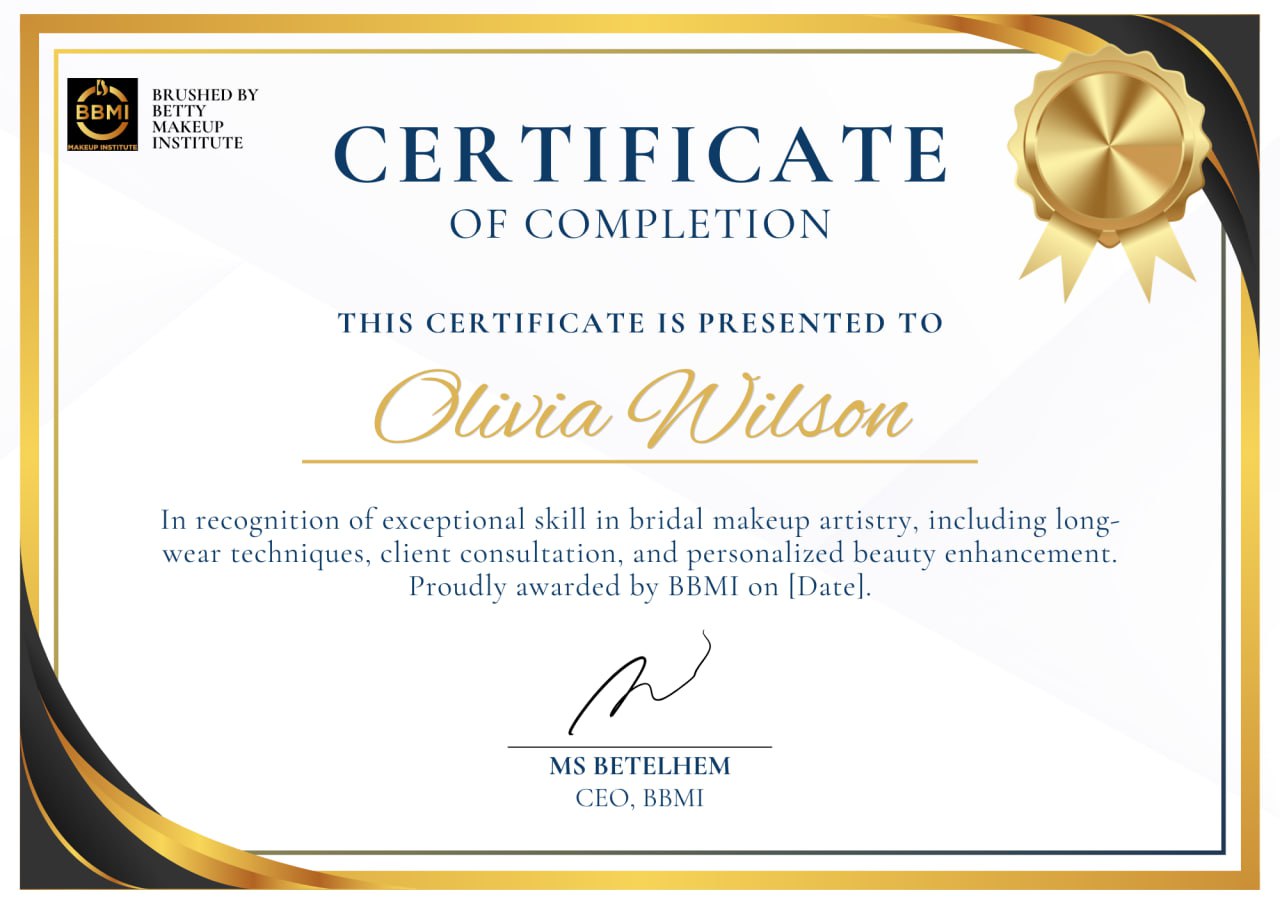 BBMI
MAKEUP INSTITUTE
BRUSHED BY
BETTY
MAKEUP
INSTITUTE
CERTIFICATE
OF COMPLETION
THIS CERTIFICATE IS PRESENTED TO
Olivia Wilson
In recognition of exceptional skill in bridal makeup artistry, including long-
wear techniques, client consultation, and personalized beauty enhancement.
Proudly awarded by BBMI on [Date].
MS BETELHEM
CEO, BBMI